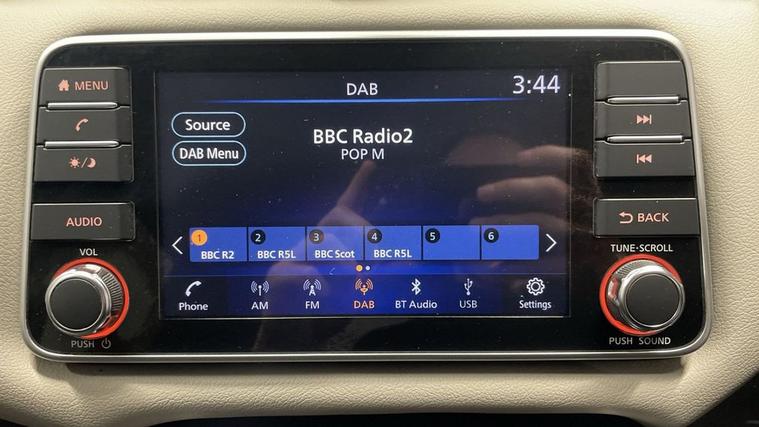 MENU
AUDIO
VOL
PUSH
DAB
3:44
Source
DAB Menu
BBC Radio2
POP M
1 BBC R2
2 BBC R5L
3 BBC Scot
4 BBC R5L
5
6
Phone
AM
FM
DAB
BT Audio
USB
Settings
BACK
TUNE·SCROLL
PUSH SOUND